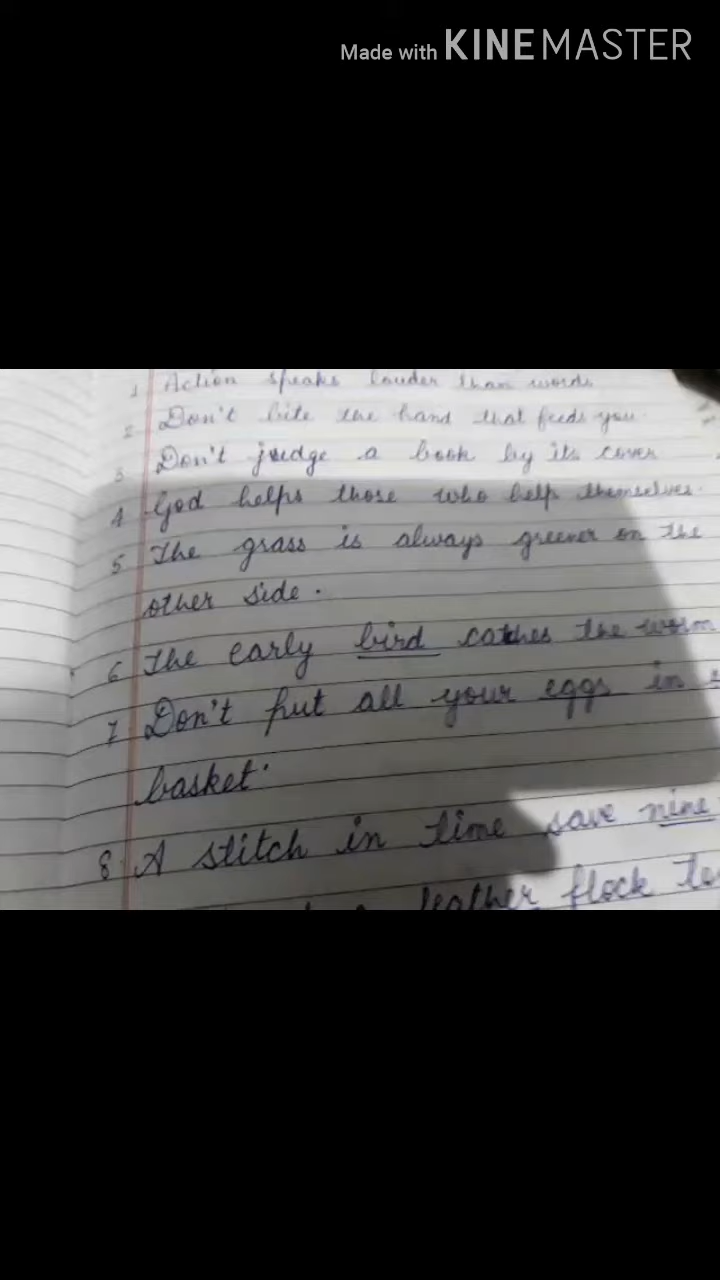 Made with KINEMASTER
1 Action speaks louder than words
2 Don't bite the hand that feeds you.
3 Don't judge a book by its cover
4 God helps those who help themselves.
5 The grass is always greener on the
other side.
6 The early bird catches the worm
7 Don't put all your eggs in
basket.
8 A stitch in time save nine
feather flock